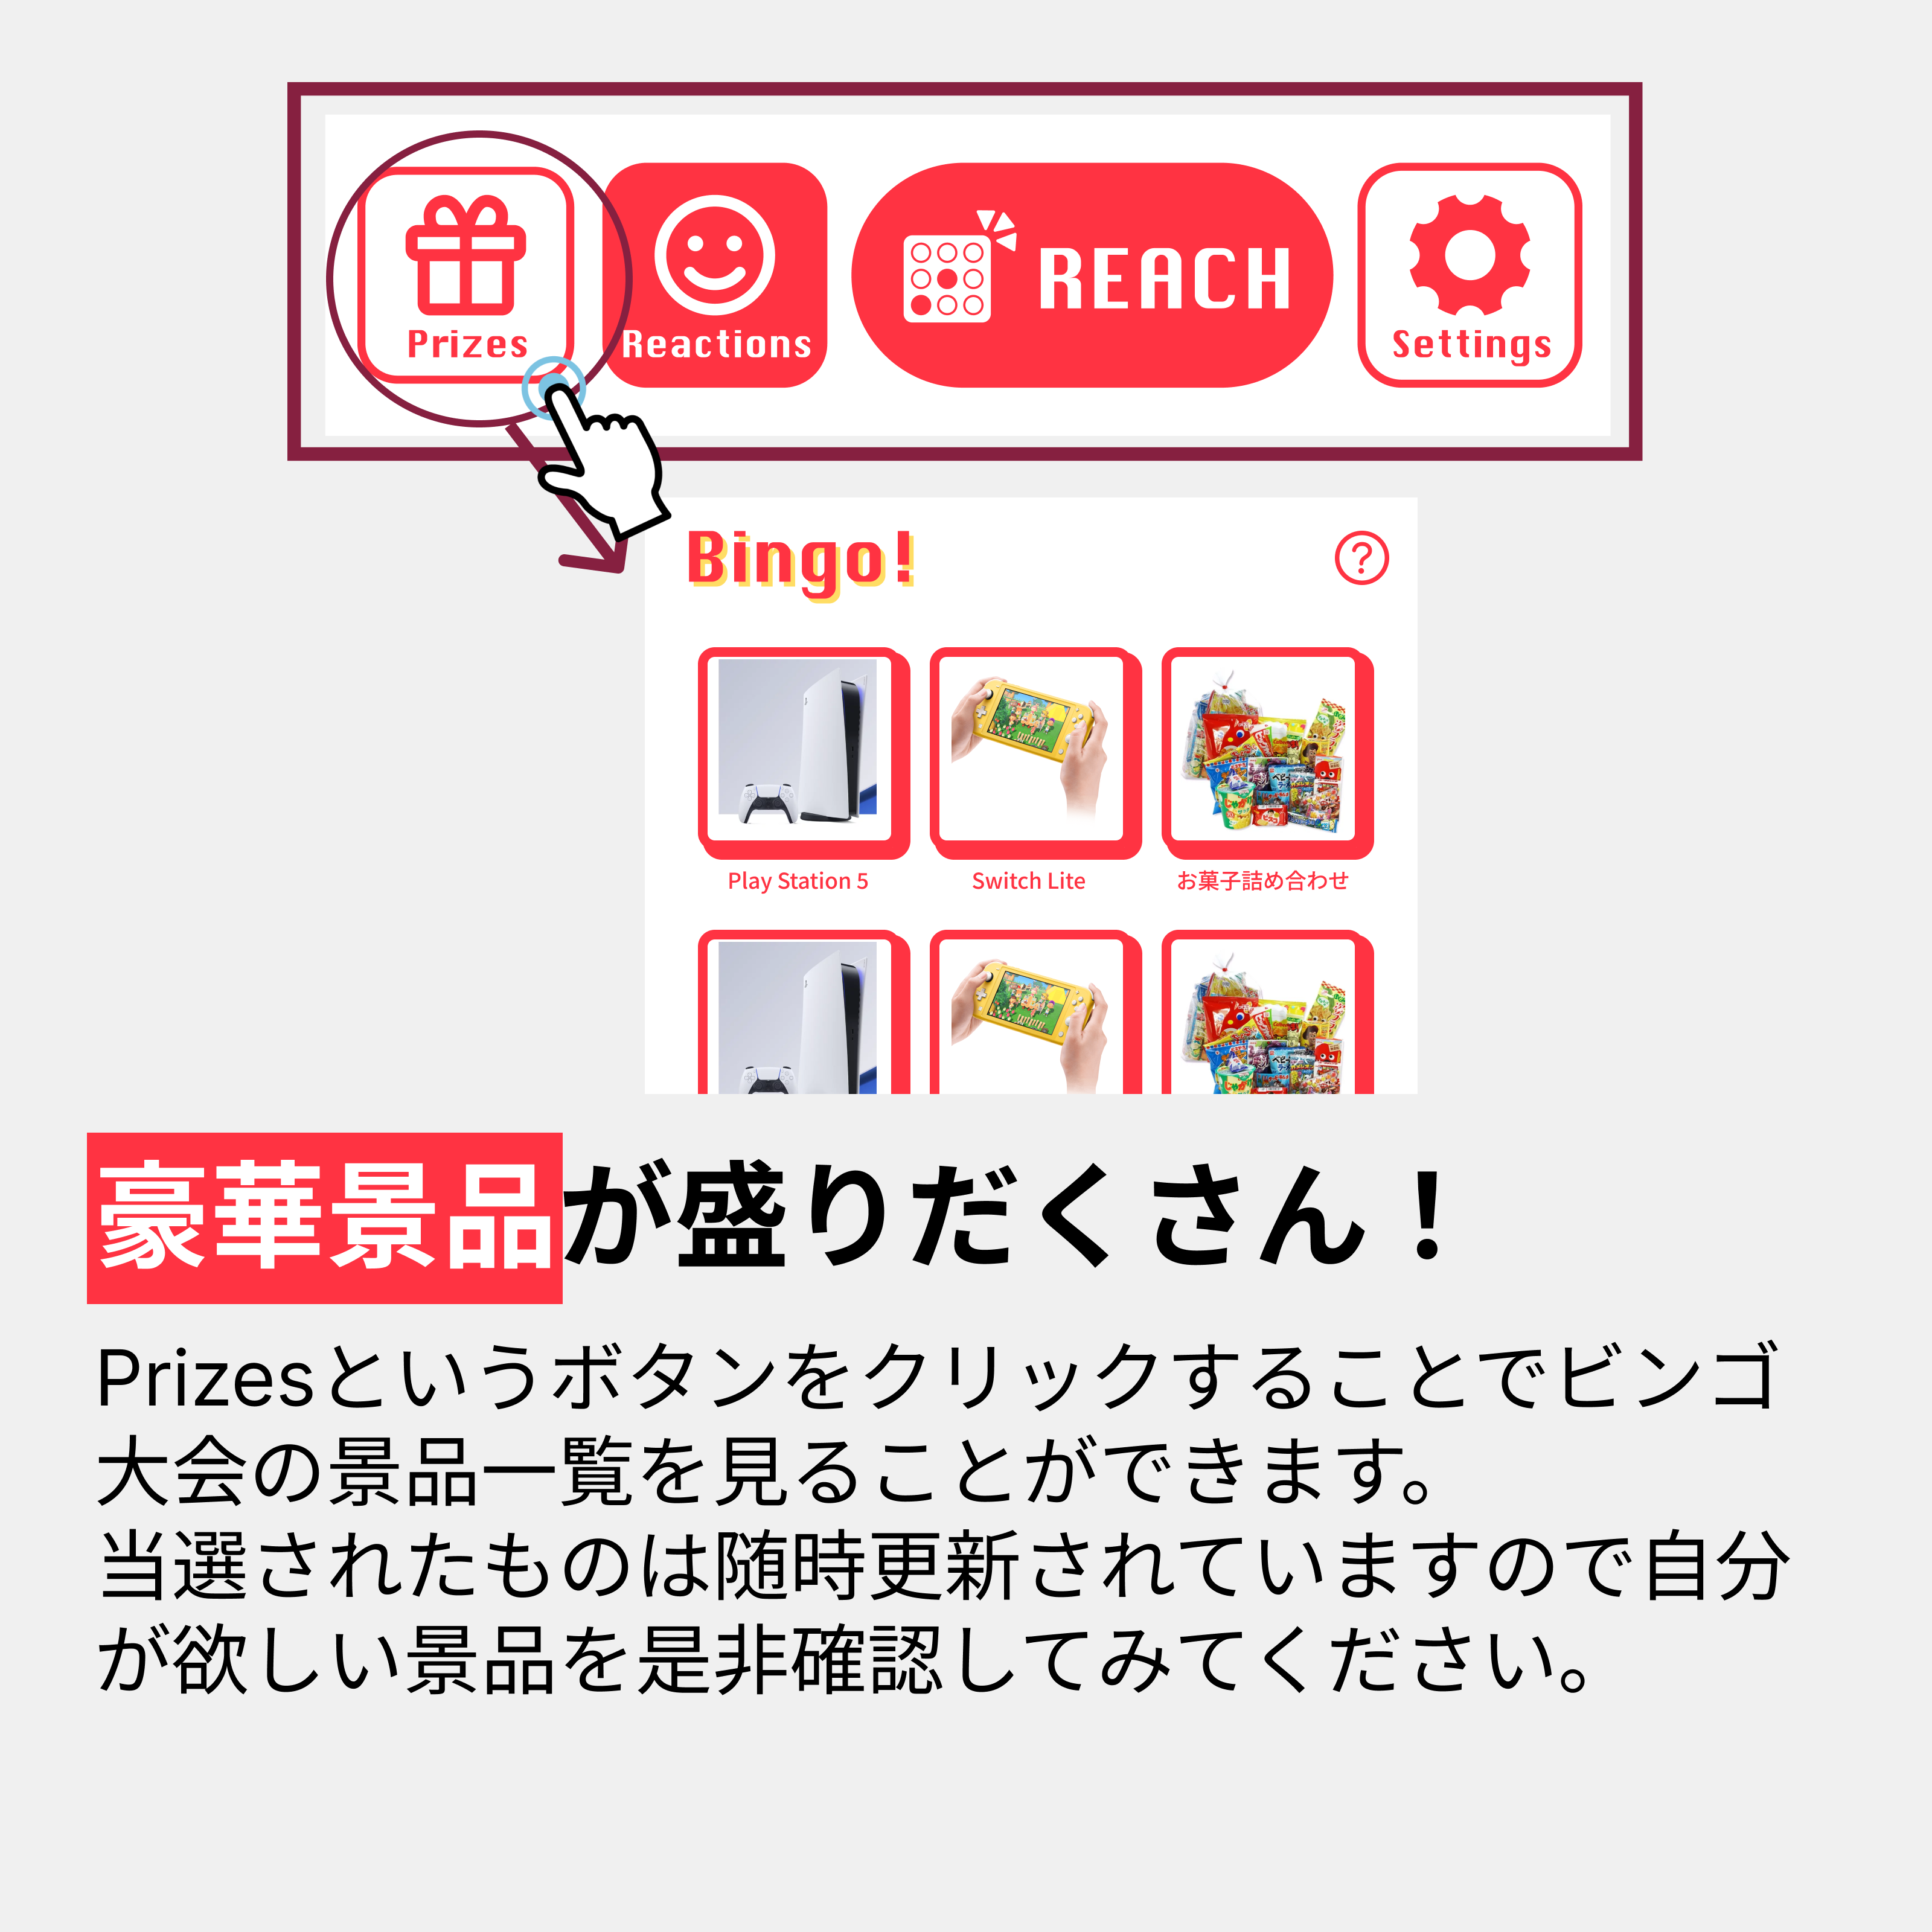 Prizes
Reactions
REACH
Settings
Bingo!
?
Play Station 5
Switch Lite
お菓子詰め合わせ
豪華景品が盛りだくさん！
Prizesというボタンをクリックすることでビンゴ
大会の景品一覧を見ることができます。
当選されたものは随時更新されていますので自分
が欲しい景品を是非確認してみてください。